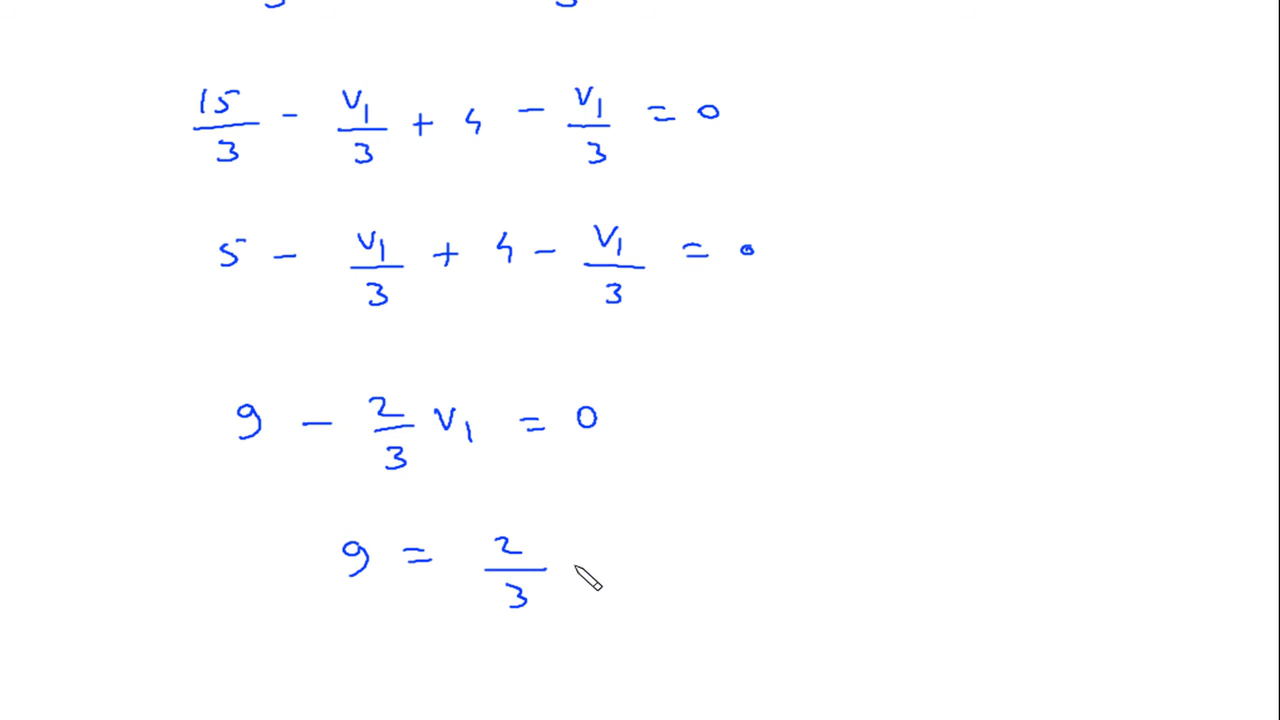 15/3 - V1/3 + 4 - V1/3 = 0
5 - V1/3 + 4 - V1/3 = 0
9 - 2/3 V1 = 0
9 = 2/3